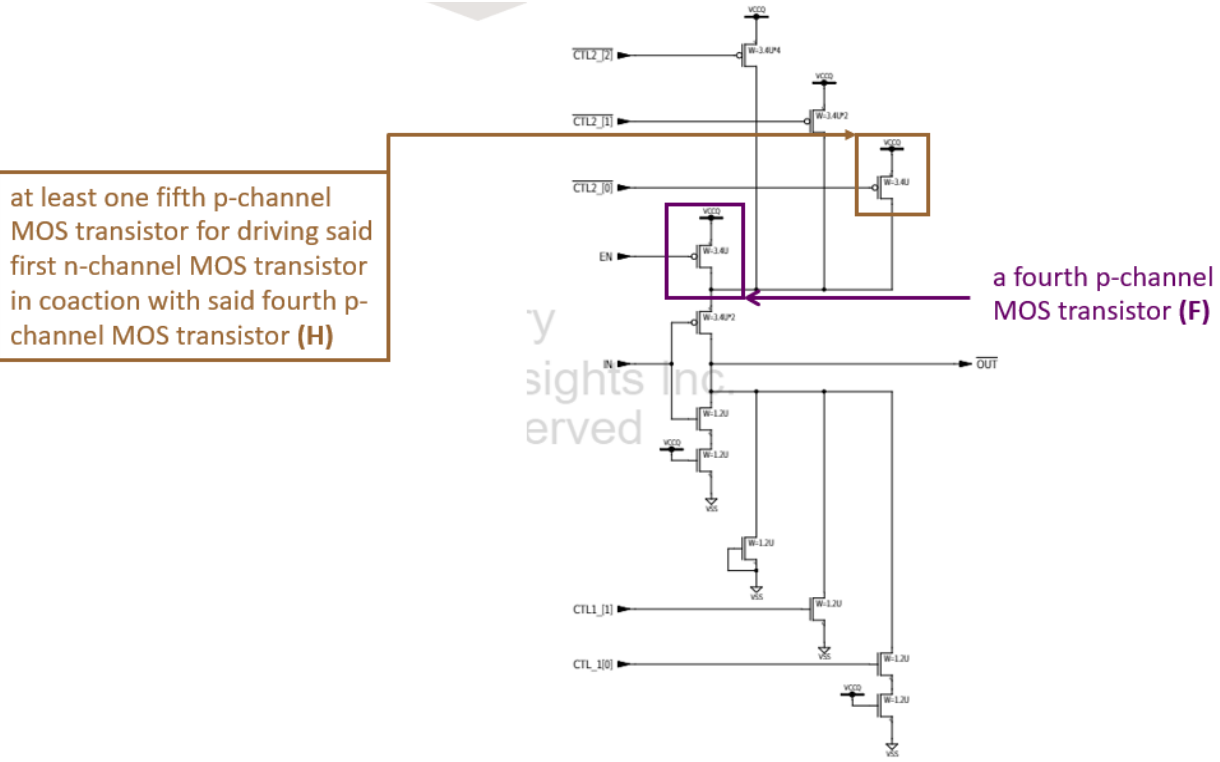 VCCQ
CTL2_[2]
W=3.4U*4
VCCQ
CTL2_[1]
W=3.4U*2
VCCQ
CTL2_[0]
W=3.4U
at least one fifth p-channel
MOS transistor for driving said
first n-channel MOS transistor
in coaction with said fourth p-
channel MOS transistor (H)
VCCQ
EN
W=3.4U
a fourth p-channel
MOS transistor (F)
W=3.4U*2
y
IN
OUT
sights Inc.
erved
W=1.2U
VCCQ
W=1.2U
VSS
W=1.2U
VSS
CTL1_[1]
W=1.2U
VSS
CTL_1[0]
W=1.2U
VCCQ
W=1.2U
VSS